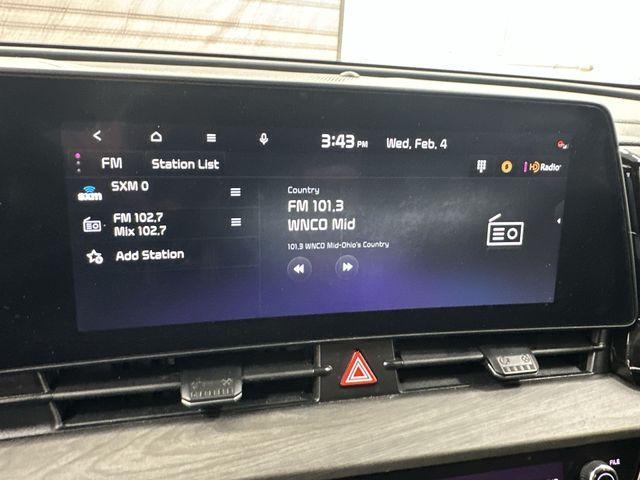 3:43 PM Wed, Feb. 4
FM Station List
HD Radio
SXM 0
FM 102.7
Mix 102.7
Add Station
Country
FM 101.3
WNCO Mid
101.3 WNCO Mid-Ohio's Country
FILE